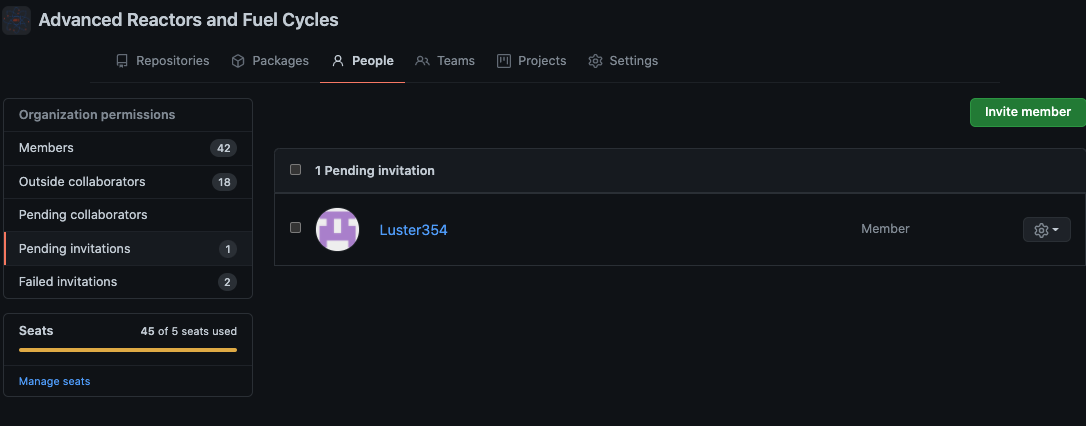 Advanced Reactors and Fuel Cycles
Repositories Packages People Teams Projects Settings
Organization permissions
Members 42
Outside collaborators 18
Pending collaborators
Pending invitations 1
Failed invitations 2
Seats 45 of 5 seats used
Manage seats
Invite member
1 Pending invitation
Luster354 Member